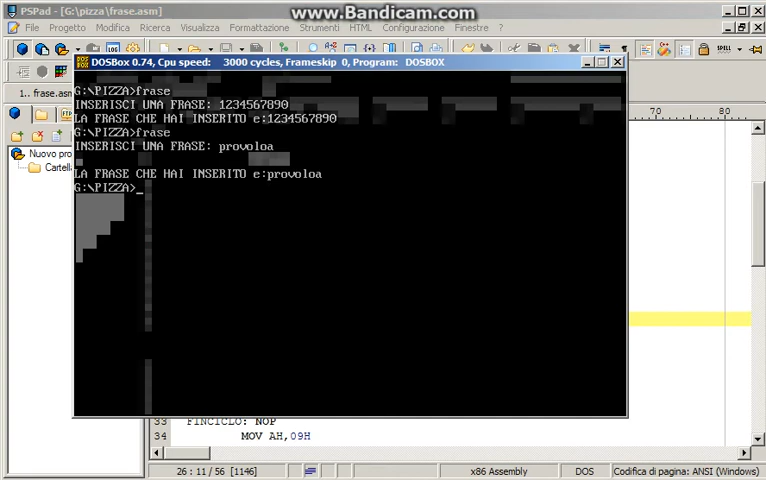 www.Bandicam.com
PSPad - [G:\pizza\frase.asm]
File Progetto Modifica Ricerca Visualizza Formattazione Strumenti HTML Configurazione Finestre ?
1.. frase.asm
FTP
Nuovo pro
Cartell
DOSBox 0.74, Cpu speed: 3000 cycles, Frameskip 0, Program: DOSBOX
G:\PIZZA>frase
INSERISCI UNA FRASE: 1234567890
LA FRASE CHE HAI INSERITO e:1234567890
G:\PIZZA>frase
INSERISCI UNA FRASE: provoloa
LA FRASE CHE HAI INSERITO e:provoloa
G:\PIZZA>_
70 80
33 FINCICLO: NOP
34 MOV AH,09H
26 : 11 / 56 [1146] x86 Assembly DOS Codifica di pagina: ANSI (Windows)